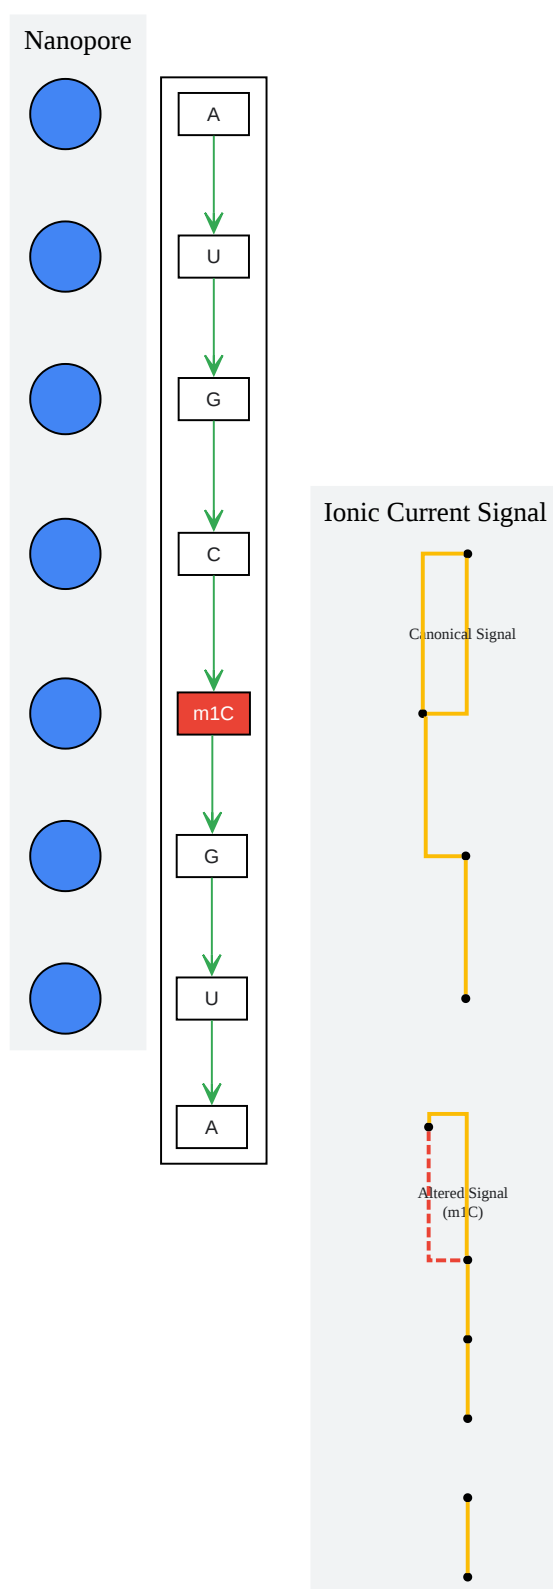 Nanopore
A
U
G
C
m1C
G
U
A
Ionic Current Signal
Canonical Signal
Altered Signal
(m1C)